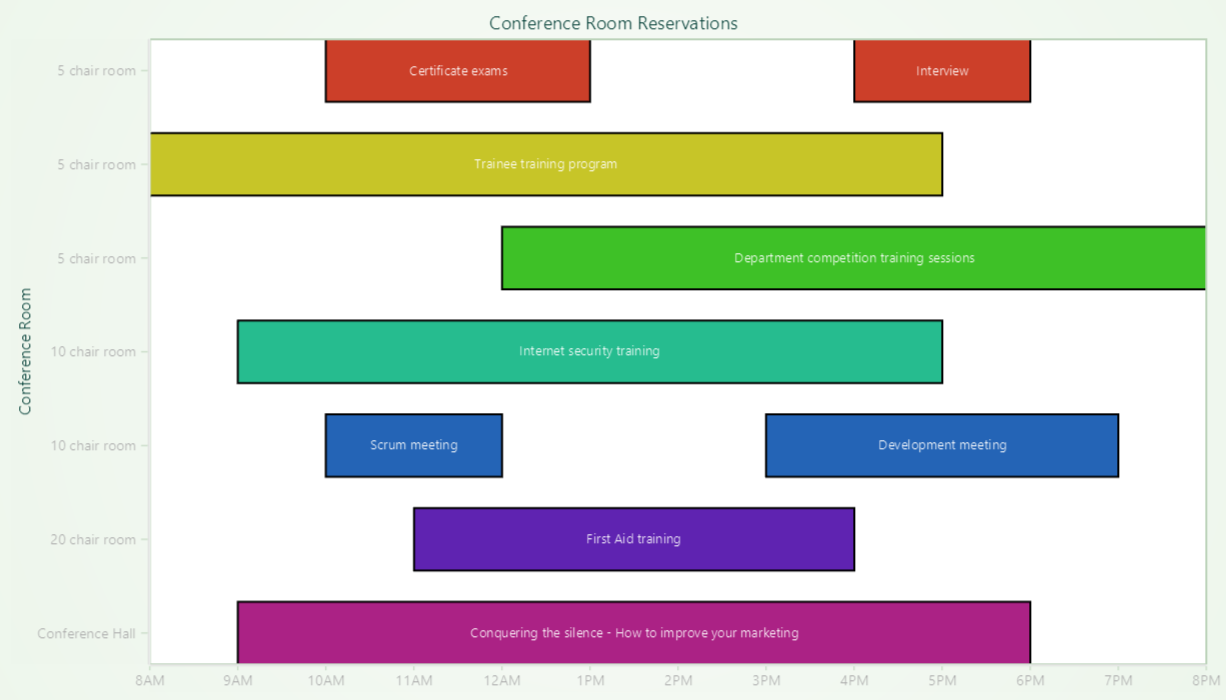 Conference Room Reservations
5 chair room
Certificate exams
Interview
5 chair room
Trainee training program
5 chair room
Department competition training sessions
Conference Room
10 chair room
Internet security training
10 chair room
Scrum meeting
Development meeting
20 chair room
First Aid training
Conference Hall
Conquering the silence - How to improve your marketing
8AM 9AM 10AM 11AM 12AM 1PM 2PM 3PM 4PM 5PM 6PM 7PM 8PM